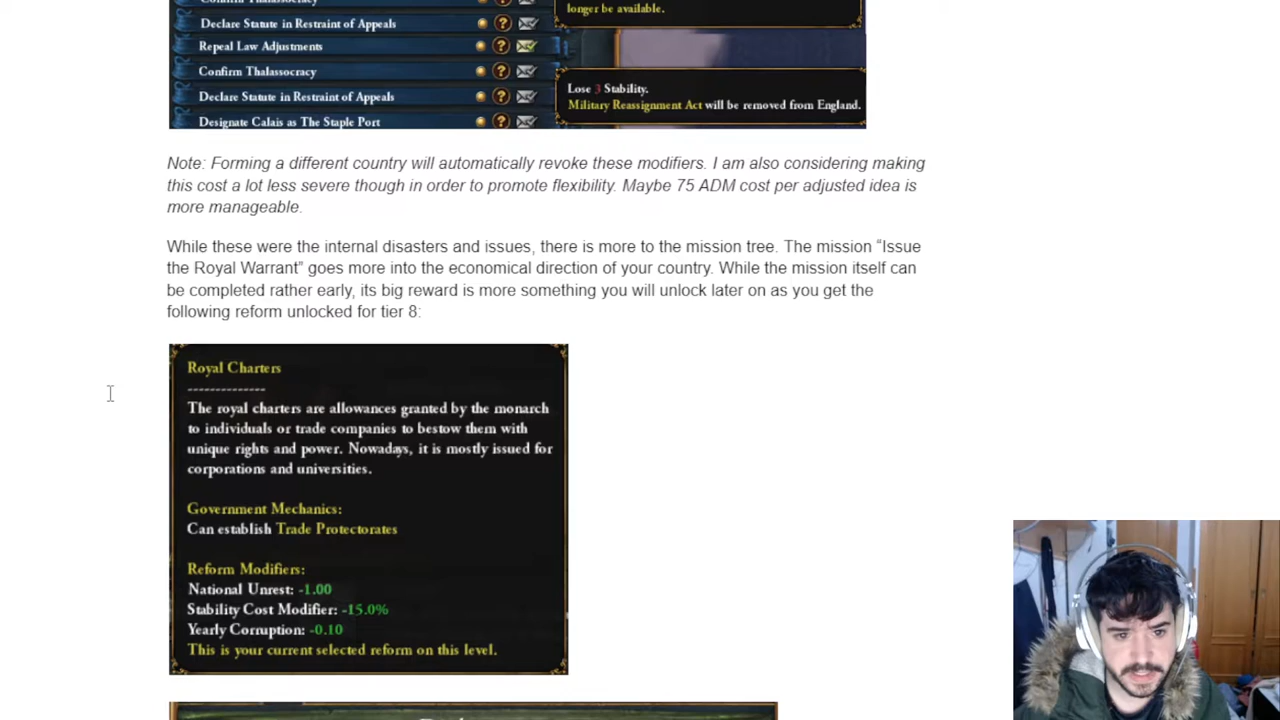 Confirm Thalassocracy
longer be available.
Declare Statute in Restraint of Appeals
Repeal Law Adjustments
Confirm Thalassocracy
Lose 3 Stability.
Declare Statute in Restraint of Appeals
Military Reassignment Act will be removed from England.
Designate Calais as The Staple Port
Note: Forming a different country will automatically revoke these modifiers. I am also considering making
this cost a lot less severe though in order to promote flexibility. Maybe 75 ADM cost per adjusted idea is
more manageable.
While these were the internal disasters and issues, there is more to the mission tree. The mission “Issue
the Royal Warrant” goes more into the economical direction of your country. While the mission itself can
be completed rather early, its big reward is more something you will unlock later on as you get the
following reform unlocked for tier 8:
Royal Charters
--------------
The royal charters are allowances granted by the monarch
to individuals or trade companies to bestow them with
unique rights and power. Nowadays, it is mostly issued for
corporations and universities.
Government Mechanics:
Can establish Trade Protectorates
Reform Modifiers:
National Unrest: -1.00
Stability Cost Modifier: -15.0%
Yearly Corruption: -0.10
This is your current selected reform on this level.